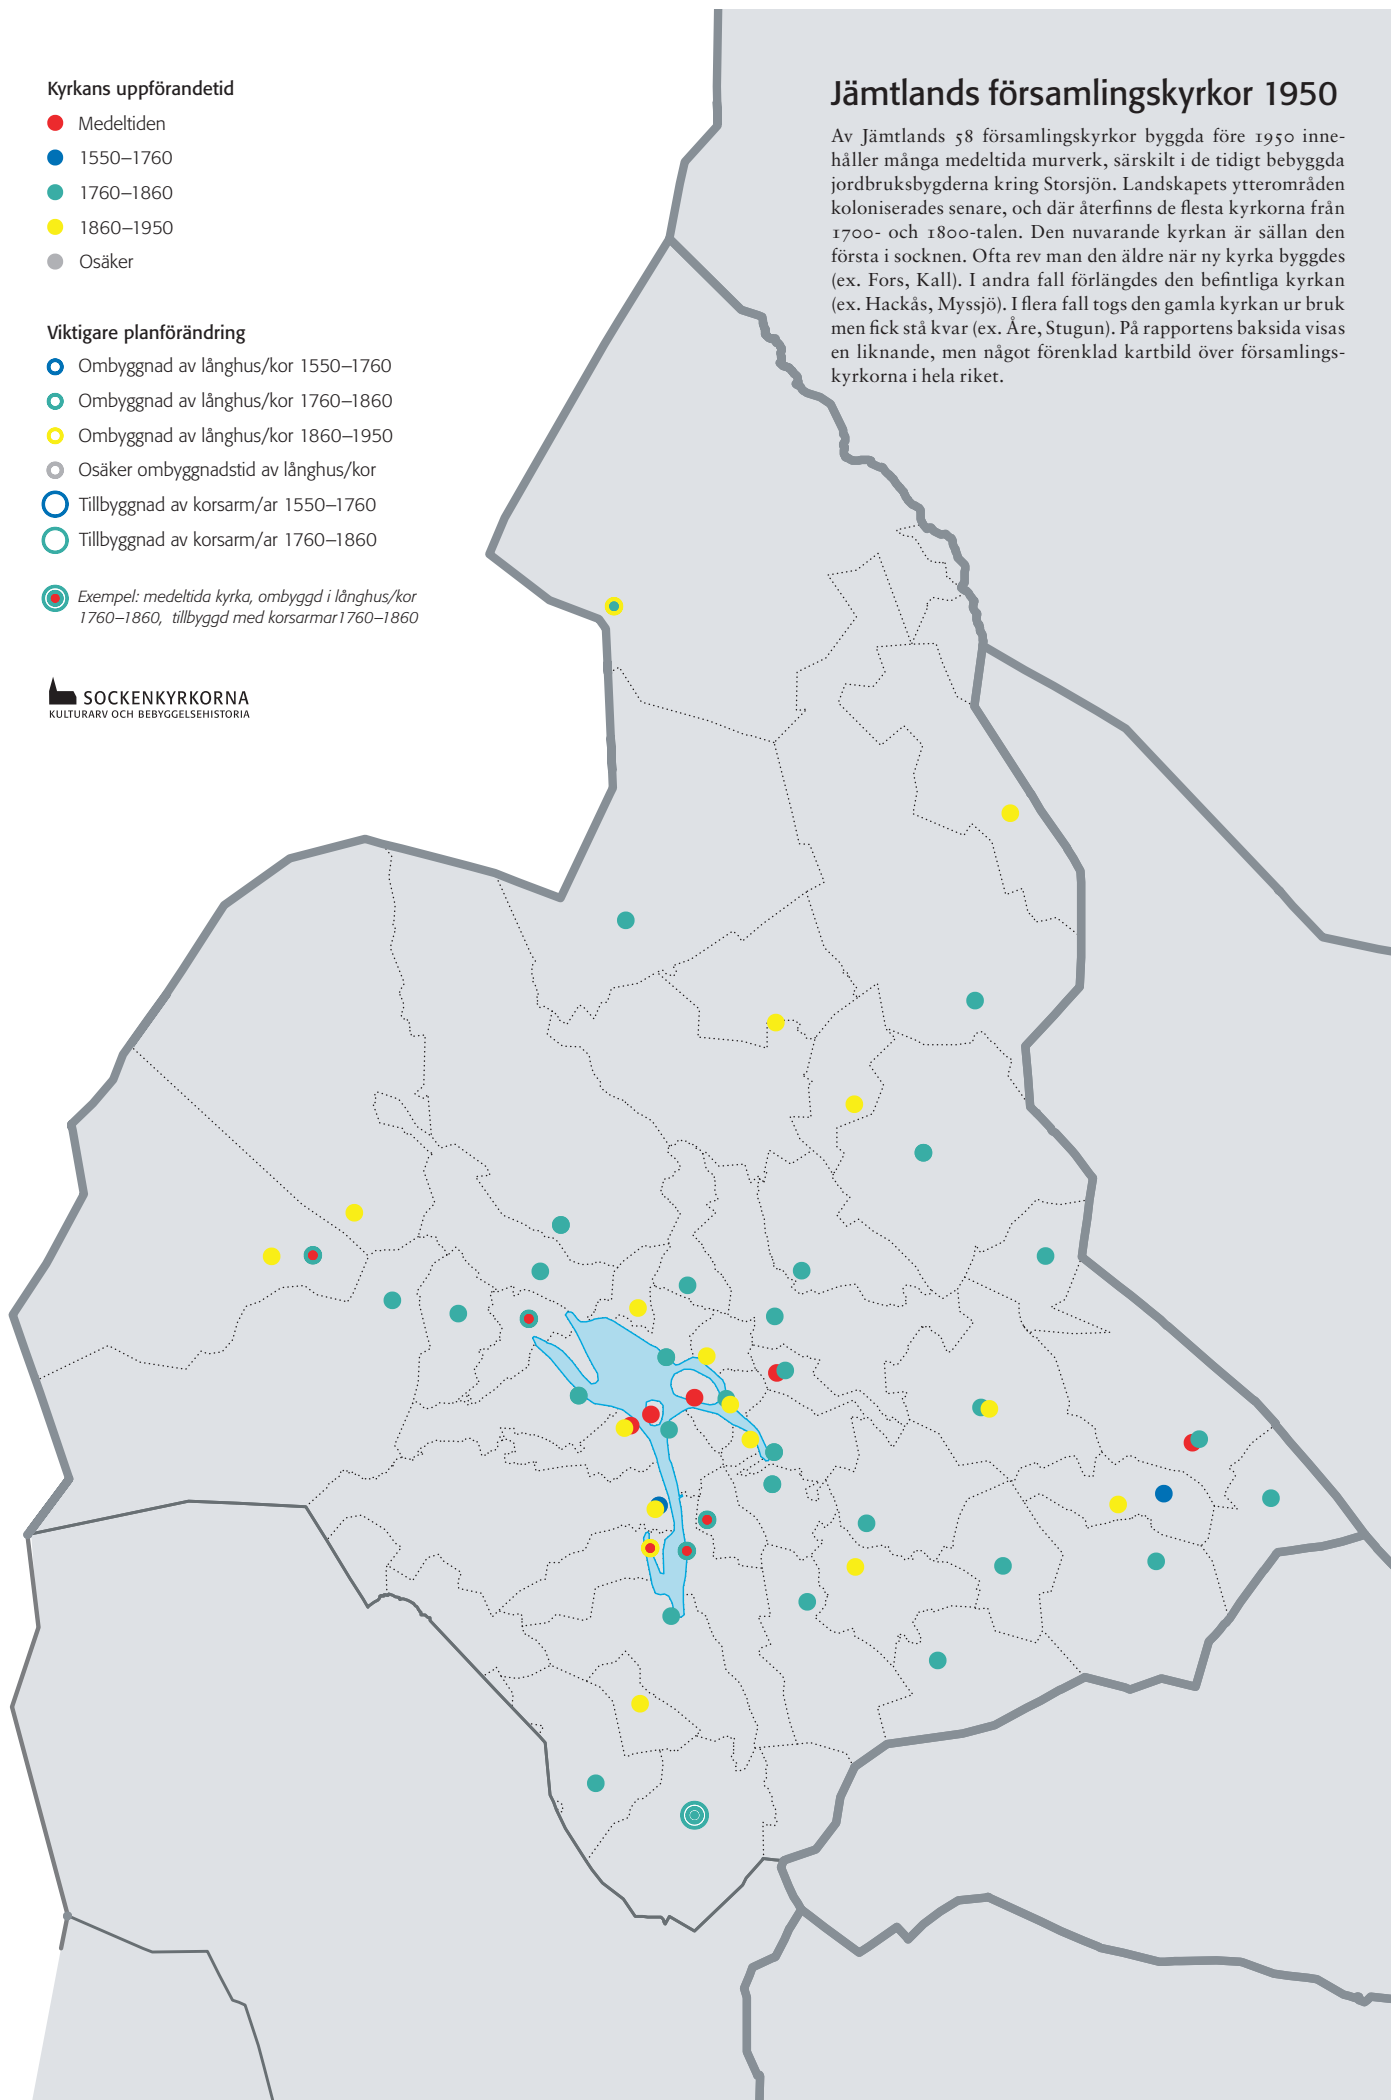 Kyrkans uppförandetid
Medeltiden
1550–1760
1760–1860
1860–1950
Osäker
Viktigare planförändring
Ombyggnad av långhus/kor 1550–1760
Ombyggnad av långhus/kor 1760–1860
Ombyggnad av långhus/kor 1860–1950
Osäker ombyggnadstid av långhus/kor
Tillbyggnad av korsarm/ar 1550–1760
Tillbyggnad av korsarm/ar 1760–1860
Exempel: medeltida kyrka, ombyggd i långhus/kor
1760–1860, tillbyggd med korsarmar1760–1860
SOCKENKYRKORNA
KULTURARV OCH BEBYGGELSEHISTORIA
Jämtlands församlingskyrkor 1950
Av Jämtlands 58 församlingskyrkor byggda före 1950 inne-
håller många medeltida murverk, särskilt i de tidigt bebyggda
jordbruksbygderna kring Storsjön. Landskapets ytterområden
koloniserades senare, och där återfinns de flesta kyrkorna från
1700- och 1800-talen. Den nuvarande kyrkan är sällan den
första i socknen. Ofta rev man den äldre när ny kyrka byggdes
(ex. Fors, Kall). I andra fall förlängdes den befintliga kyrkan
(ex. Hackås, Myssjö). I flera fall togs den gamla kyrkan ur bruk
men fick stå kvar (ex. Åre, Stugun). På rapportens baksida visas
en liknande, men något förenklad kartbild över församlings-
kyrkorna i hela riket.